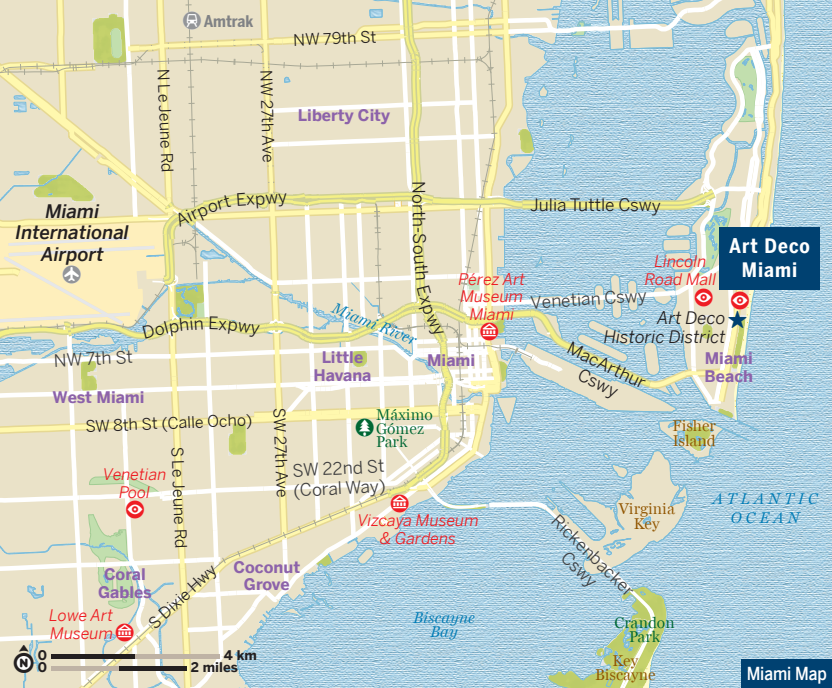 Amtrak
NW 79th St
N Le Jeune Rd
NW 27th Ave
Liberty City
Miami
International
Airport
Airport Expwy
North-South Expwy
Julia Tuttle Cswy
Art Deco
Miami
Lincoln
Road Mall
Pérez Art
Museum
Miami
Venetian Cswy
Art Deco
Historic District
Miami River
Dolphin Expwy
NW 7th St
Little
Havana
Miami
MacArthur
Cswy
Miami
Beach
West Miami
SW 8th St (Calle Ocho)
SW 27th Ave
Máximo
Gómez
Park
Fisher
Island
S Le Jeune Rd
SW 22nd St
(Coral Way)
Venetian
Pool
Vizcaya Museum
& Gardens
Virginia
Key
ATLANTIC
OCEAN
Rickenbacker
Cswy
Coral
Gables
Coconut
Grove
S Dixie Hwy
Lowe Art
Museum
Biscayne
Bay
Crandon
Park
Key
Biscayne
N
0 4 km
0 2 miles
Miami Map